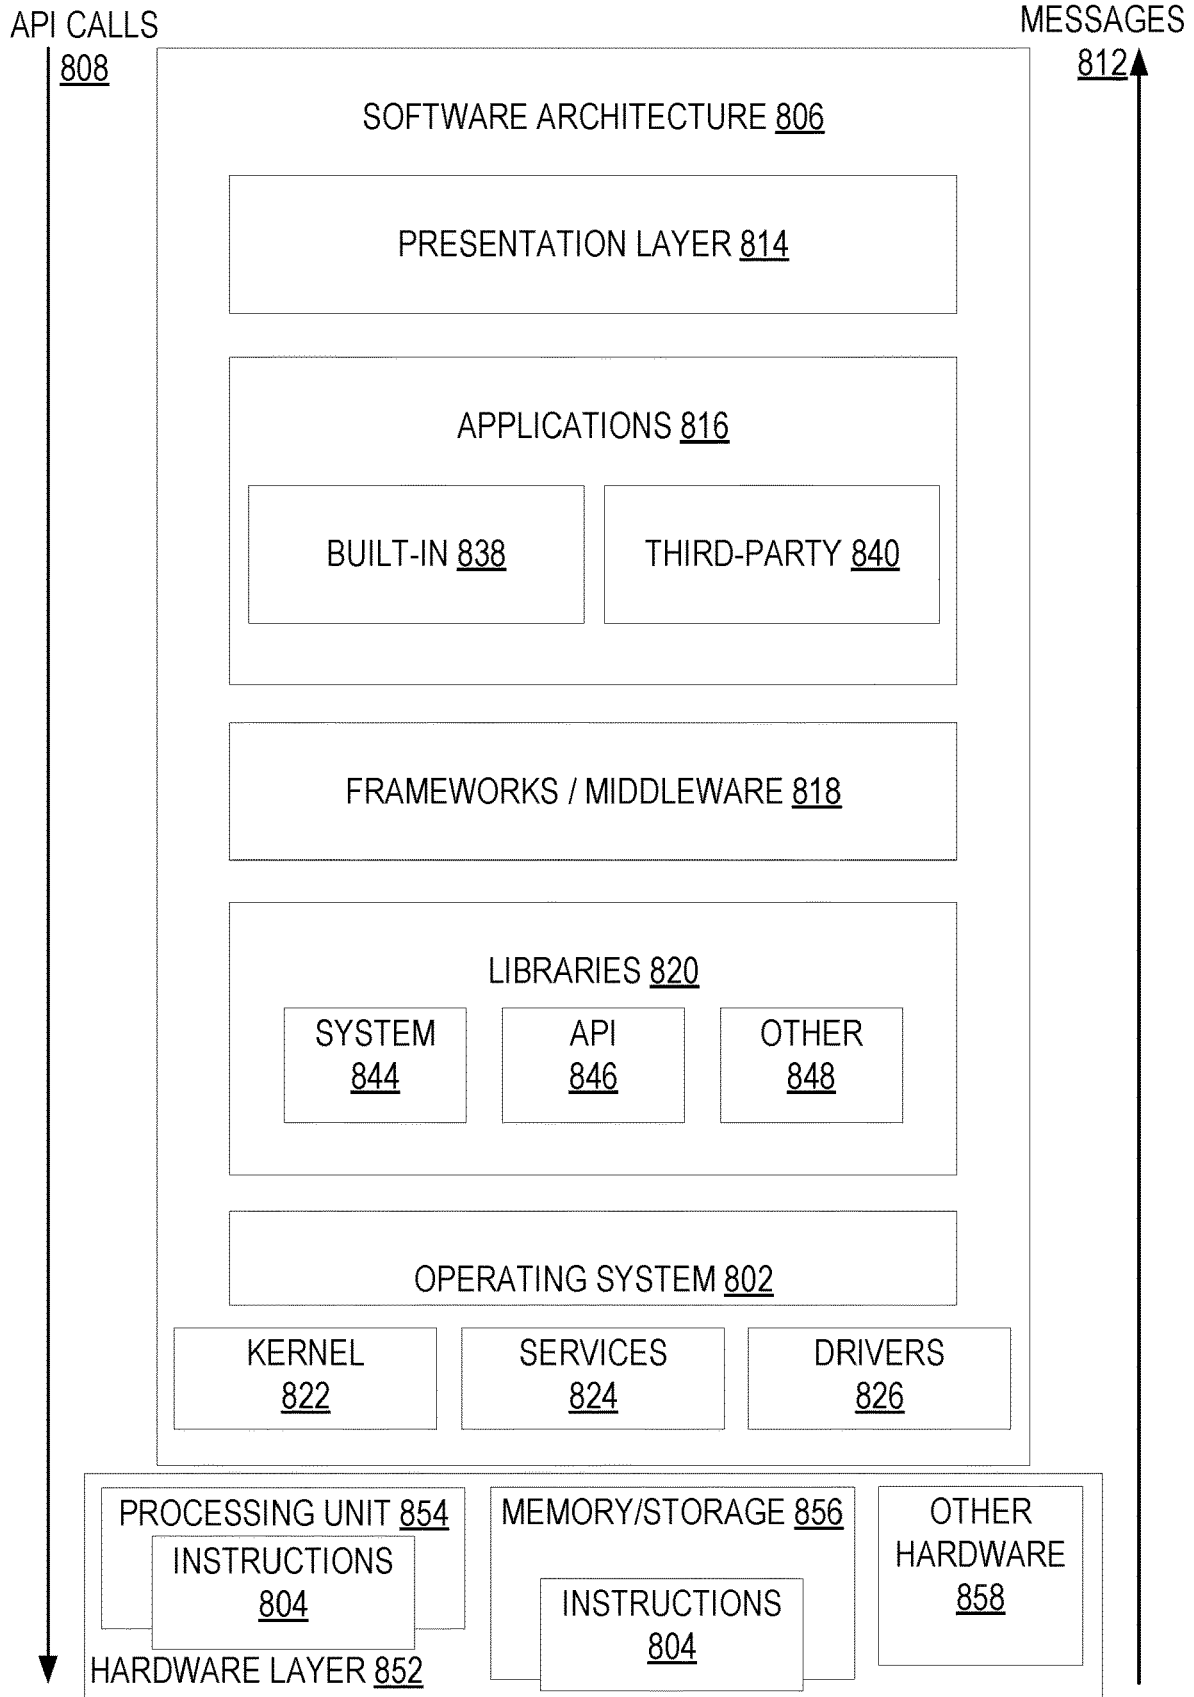 API CALLS
808
MESSAGES
812
SOFTWARE ARCHITECTURE 806
PRESENTATION LAYER 814
APPLICATIONS 816
BUILT-IN 838
THIRD-PARTY 840
FRAMEWORKS / MIDDLEWARE 818
LIBRARIES 820
SYSTEM
844
API
846
OTHER
848
OPERATING SYSTEM 802
KERNEL
822
SERVICES
824
DRIVERS
826
PROCESSING UNIT 854
INSTRUCTIONS
804
MEMORY/STORAGE 856
INSTRUCTIONS
804
OTHER
HARDWARE
858
HARDWARE LAYER 852